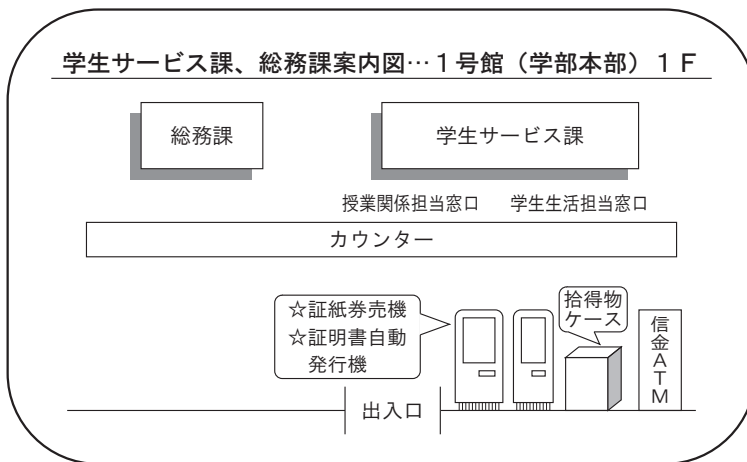 学生サービス課、総務課案内図…1号館(学部本部)1F
総務課
学生サービス課
授業関係担当窓口
学生生活担当窓口
カウンター
☆証紙券売機
☆証明書自動
発行機
拾得物
ケース
信金ATM
出入口